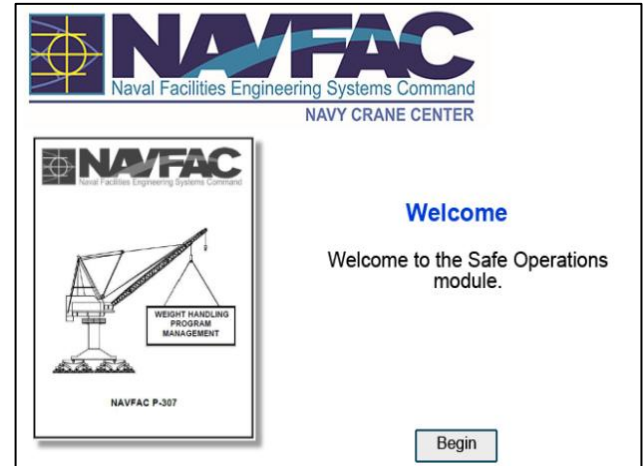 NAVFAC
Naval Facilities Engineering Systems Command
NAVY CRANE CENTER
NAVFAC
Naval Facilities Engineering Systems Command
WEIGHT HANDLING
PROGRAM
MANAGEMENT
NAVFAC P-307
Welcome
Welcome to the Safe Operations
module.
Begin